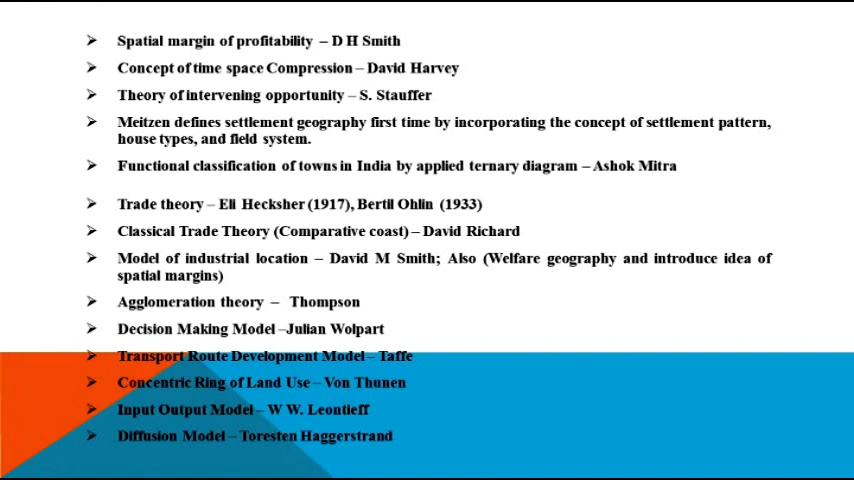 ➢ Spatial margin of profitability – D H Smith
➢ Concept of time space Compression – David Harvey
➢ Theory of intervening opportunity – S. Stauffer
➢ Meitzen defines settlement geography first time by incorporating the concept of settlement pattern,
house types, and field system.
➢ Functional classification of towns in India by applied ternary diagram – Ashok Mitra
➢ Trade theory – Eli Hecksher (1917), Bertil Ohlin (1933)
➢ Classical Trade Theory (Comparative coast) – David Richard
➢ Model of industrial location – David M Smith; Also (Welfare geography and introduce idea of
spatial margins)
➢ Agglomeration theory – Thompson
➢ Decision Making Model –Julian Wolpart
➢ Transport Route Development Model – Taffe
➢ Concentric Ring of Land Use – Von Thunen
➢ Input Output Model – W W. Leontieff
➢ Diffusion Model – Toresten Haggerstrand